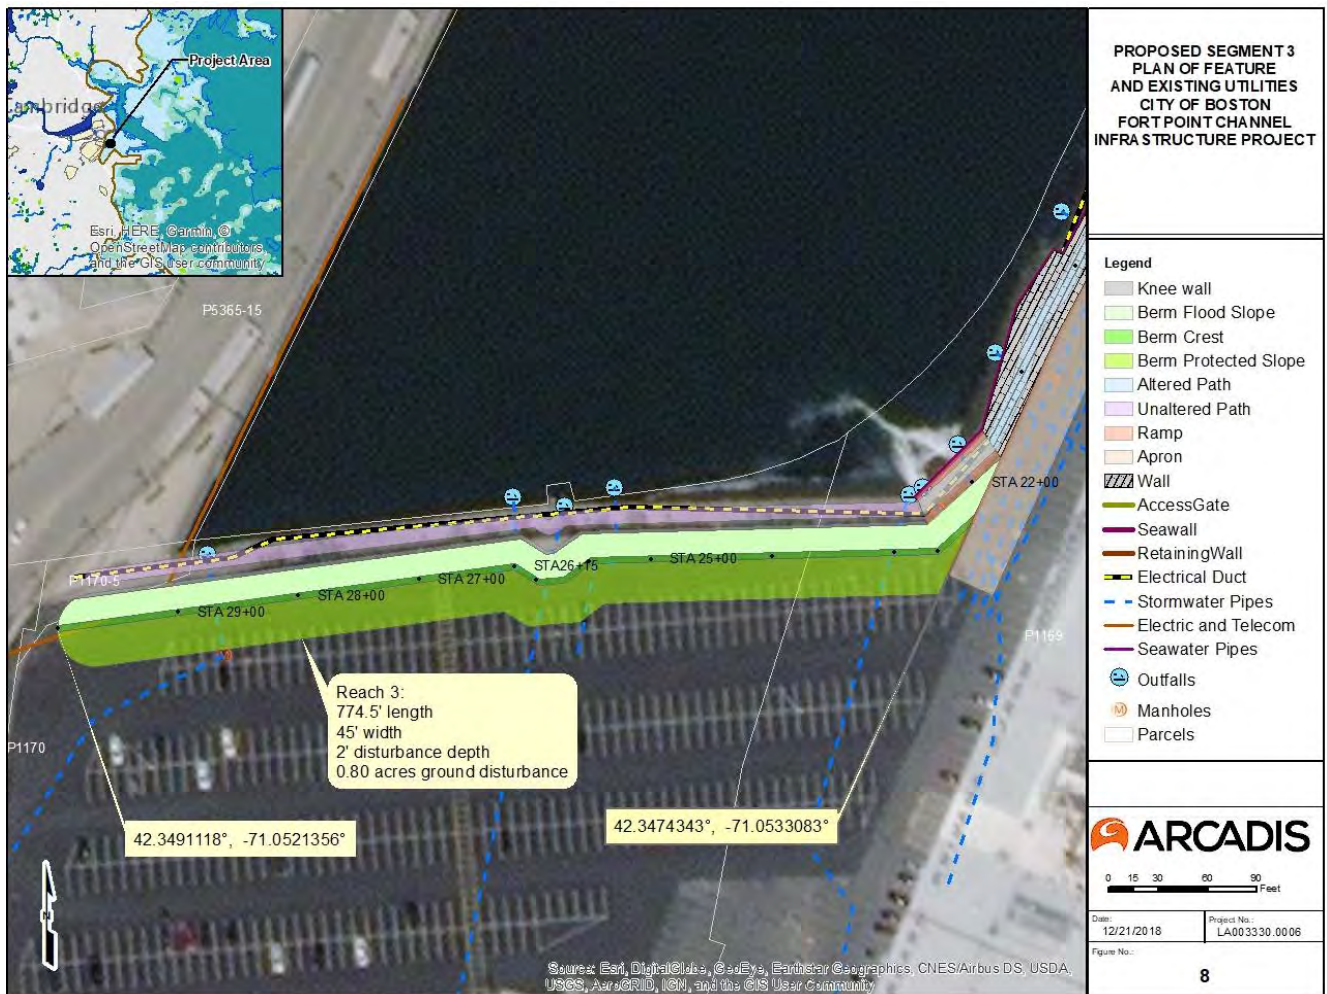 Project Area
Cambridge
Esri, HERE, Garmin, ©
OpenStreetMap contributors,
and the GIS user community
P5365-15
P1170-5
STA 22+00
STA 25+00
STA26+15
STA 27+00
STA 28+00
STA 29+00
P1169
P1170
Reach 3:
774.5' length
45' width
2' disturbance depth
0.80 acres ground disturbance
42.3491118°, -71.0521356°
42.3474343°, -71.0533083°
N
Source: Esri, DigitalGlobe, GeoEye, Earthstar Geographics, CNES/Airbus DS, USDA,
USGS, AeroGRID, IGN, and the GIS User Community
PROPOSED SEGMENT 3
PLAN OF FEATURE
AND EXISTING UTILITIES
CITY OF BOSTON
FORT POINT CHANNEL
INFRASTRUCTURE PROJECT
Legend
Knee wall
Berm Flood Slope
Berm Crest
Berm Protected Slope
Altered Path
Unaltered Path
Ramp
Apron
Wall
AccessGate
Seawall
RetainingWall
Electrical Duct
Stormwater Pipes
Electric and Telecom
Seawater Pipes
Outfalls
M Manholes
Parcels
ARCADIS
0 15 30 60 90
Feet
Date:
12/21/2018
Project No.:
LA003330.0006
Figure No.:
8